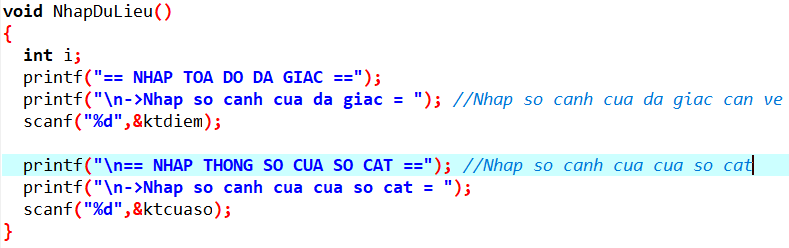 void NhapDuLieu()
{
  int i;
  printf("== NHAP TOA DO DA GIAC ==");
  printf("\n->Nhap so canh cua da giac = "); //Nhap so canh cua da giac can ve
  scanf("%d",&ktdiem);

  printf("\n== NHAP THONG SO CUA SO CAT =="); //Nhap so canh cua cua so cat
  printf("\n->Nhap so canh cua cua so cat = ");
  scanf("%d",&ktcuaso);
}